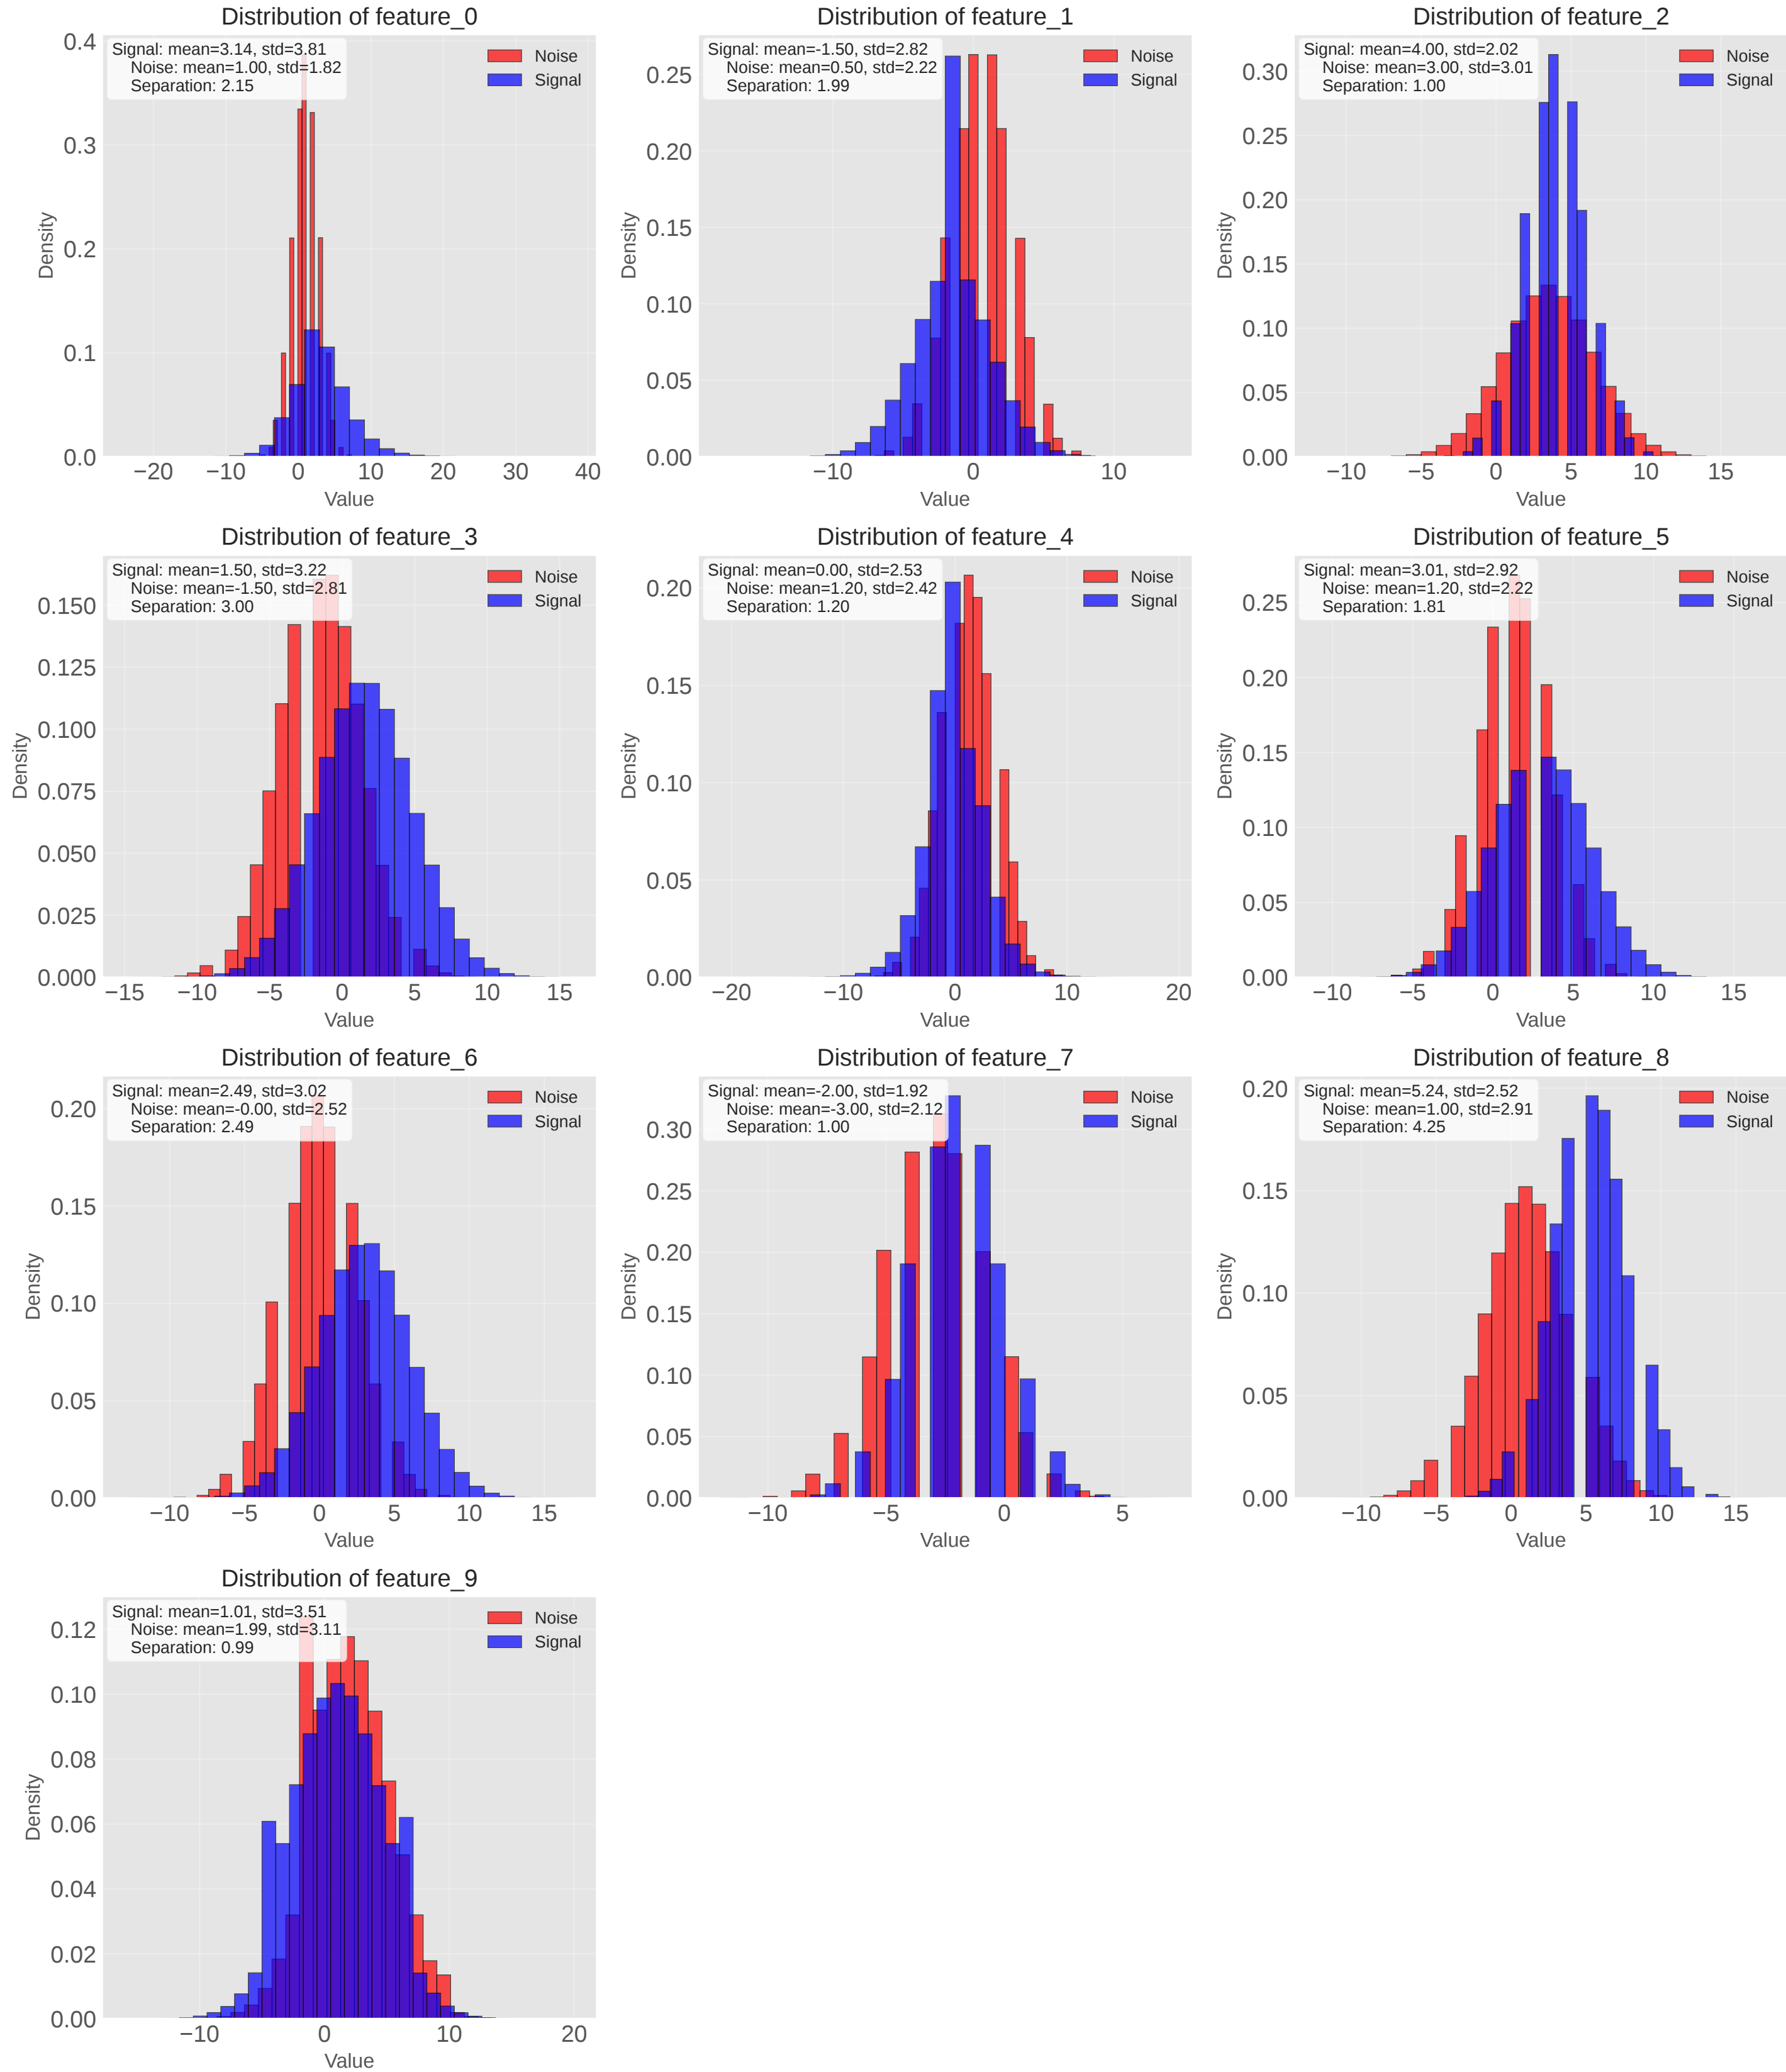 Distribution of feature_0
Signal: mean=3.14, std=3.81
Noise: mean=1.00, std=1.82
Separation: 2.15
Noise
Signal
0.4
0.3
0.2
0.1
0.0
Density
−20 −10 0 10 20 30 40
Value
Distribution of feature_1
Signal: mean=-1.50, std=2.82
Noise: mean=0.50, std=2.22
Separation: 1.99
Noise
Signal
0.25
0.20
0.15
0.10
0.05
0.00
Density
−10 0 10
Value
Distribution of feature_2
Signal: mean=4.00, std=2.02
Noise: mean=3.00, std=3.01
Separation: 1.00
Noise
Signal
0.30
0.25
0.20
0.15
0.10
0.05
0.00
Density
−10 −5 0 5 10 15
Value
Distribution of feature_3
Signal: mean=1.50, std=3.22
Noise: mean=-1.50, std=2.81
Separation: 3.00
Noise
Signal
0.150
0.125
0.100
0.075
0.050
0.025
0.000
Density
−15 −10 −5 0 5 10 15
Value
Distribution of feature_4
Signal: mean=0.00, std=2.53
Noise: mean=1.20, std=2.42
Separation: 1.20
Noise
Signal
0.20
0.15
0.10
0.05
0.00
Density
−20 −10 0 10 20
Value
Distribution of feature_5
Signal: mean=3.01, std=2.92
Noise: mean=1.20, std=2.22
Separation: 1.81
Noise
Signal
0.25
0.20
0.15
0.10
0.05
0.00
Density
−10 −5 0 5 10 15
Value
Distribution of feature_6
Signal: mean=2.49, std=3.02
Noise: mean=-0.00, std=2.52
Separation: 2.49
Noise
Signal
0.20
0.15
0.10
0.05
0.00
Density
−10 −5 0 5 10 15
Value
Distribution of feature_7
Signal: mean=-2.00, std=1.92
Noise: mean=-3.00, std=2.12
Separation: 1.00
Noise
Signal
0.30
0.25
0.20
0.15
0.10
0.05
0.00
Density
−10 −5 0 5
Value
Distribution of feature_8
Signal: mean=5.24, std=2.52
Noise: mean=1.00, std=2.91
Separation: 4.25
Noise
Signal
0.20
0.15
0.10
0.05
0.00
Density
−10 −5 0 5 10 15
Value
Distribution of feature_9
Signal: mean=1.01, std=3.51
Noise: mean=1.99, std=3.11
Separation: 0.99
Noise
Signal
0.12
0.10
0.08
0.06
0.04
0.02
0.00
Density
−10 0 10 20
Value